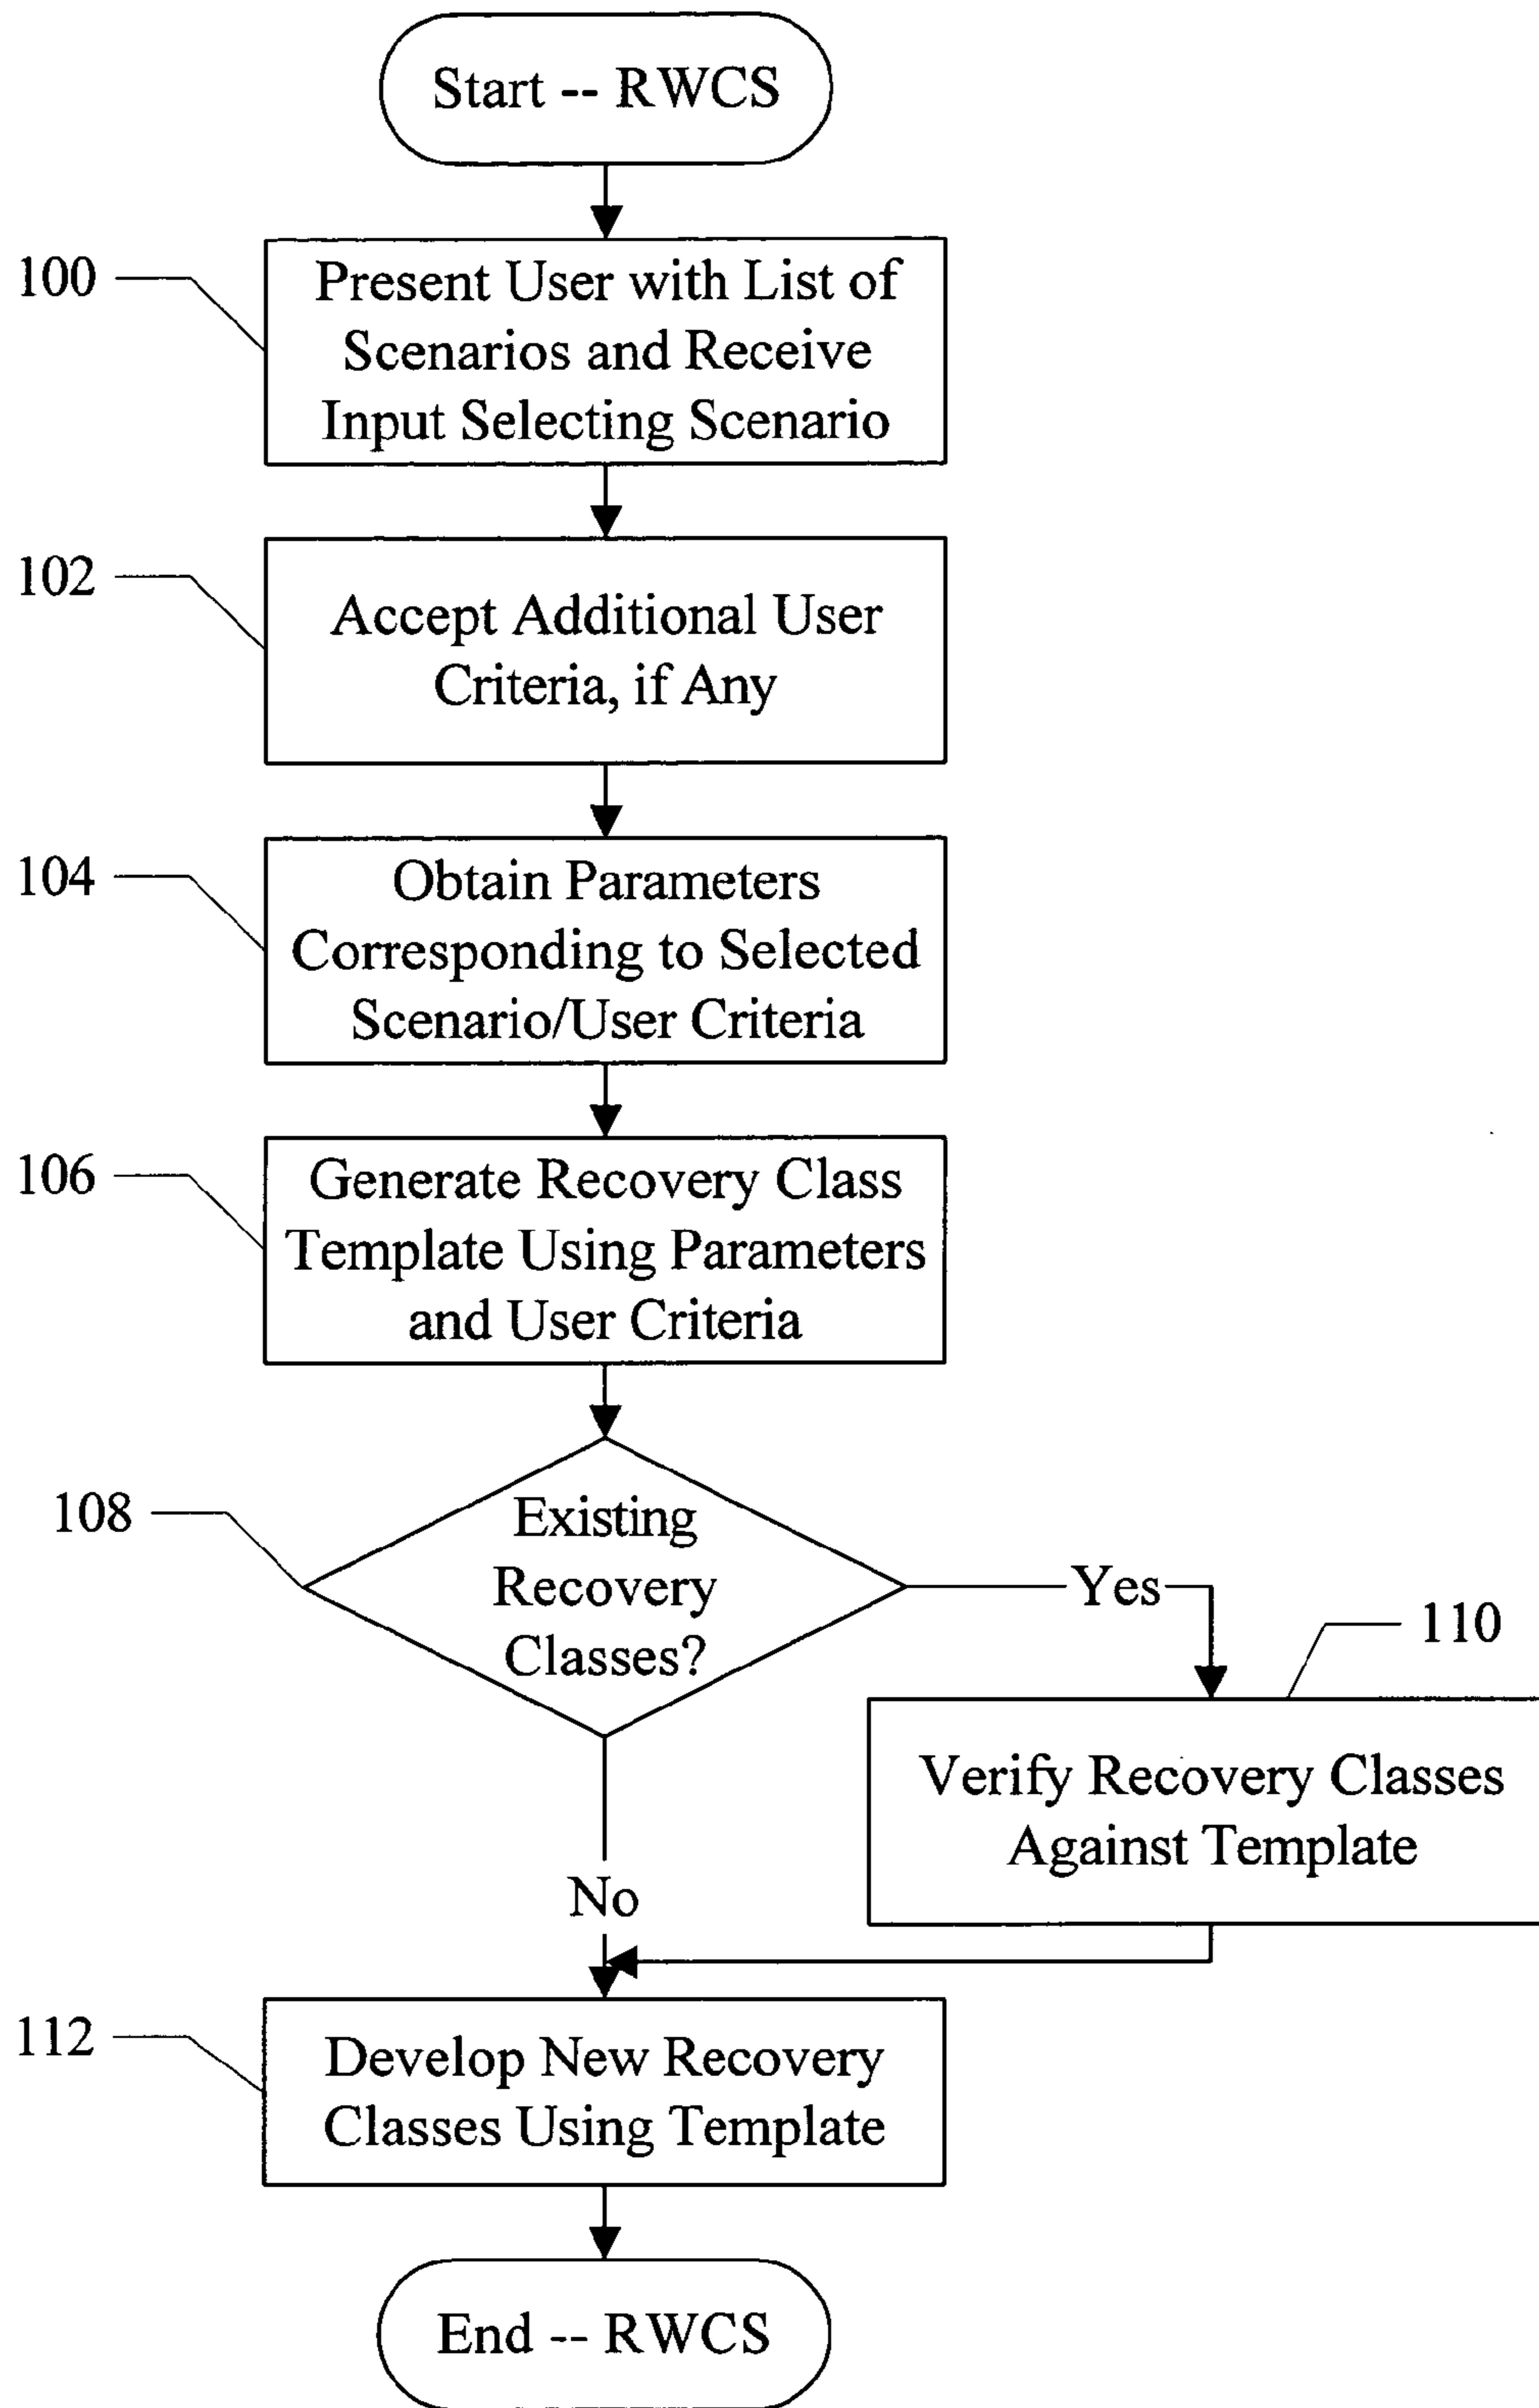 Start -- RWCS
100
Present User with List of
Scenarios and Receive
Input Selecting Scenario
102
Accept Additional User
Criteria, if Any
104
Obtain Parameters
Corresponding to Selected
Scenario/User Criteria
106
Generate Recovery Class
Template Using Parameters
and User Criteria
108
Existing
Recovery
Classes?
Yes
110
Verify Recovery Classes
Against Template
No
112
Develop New Recovery
Classes Using Template
End -- RWCS